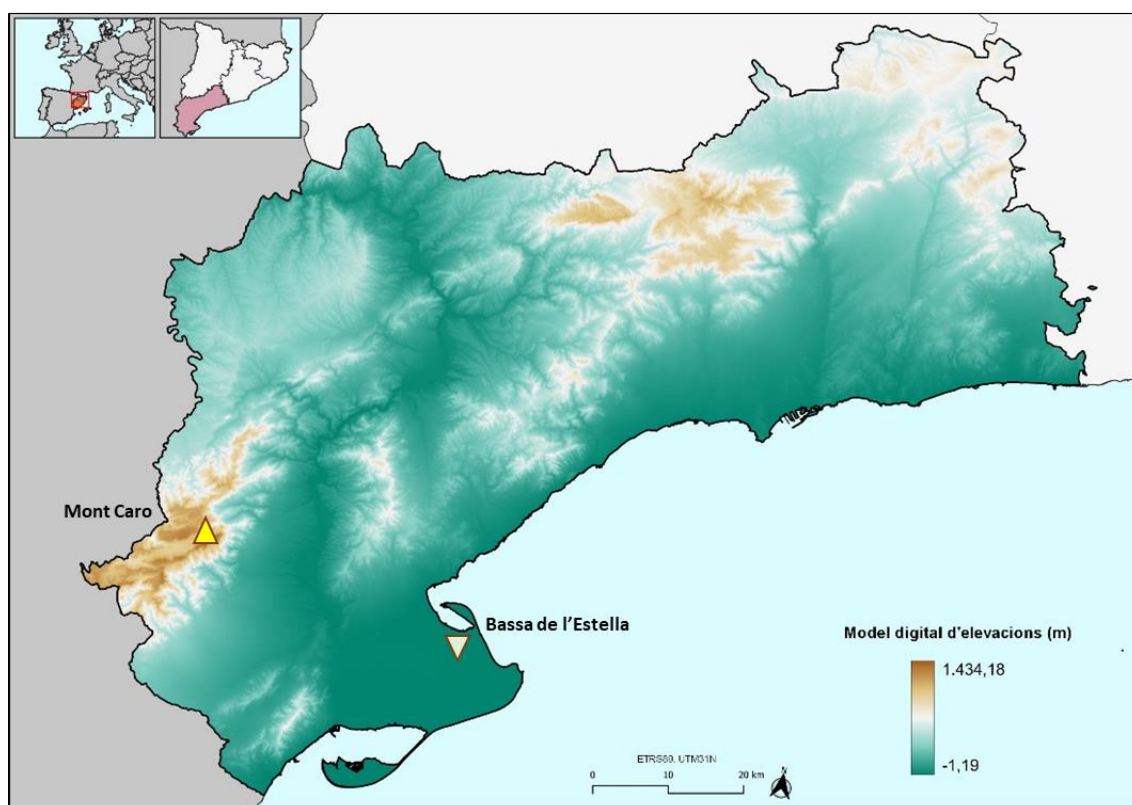 Mont Caro
Bassa de l'Estella
Model digital d'elevacions (m)
1.434,18
-1,19
ETRS89. UTM31N
0 10 20 km
N